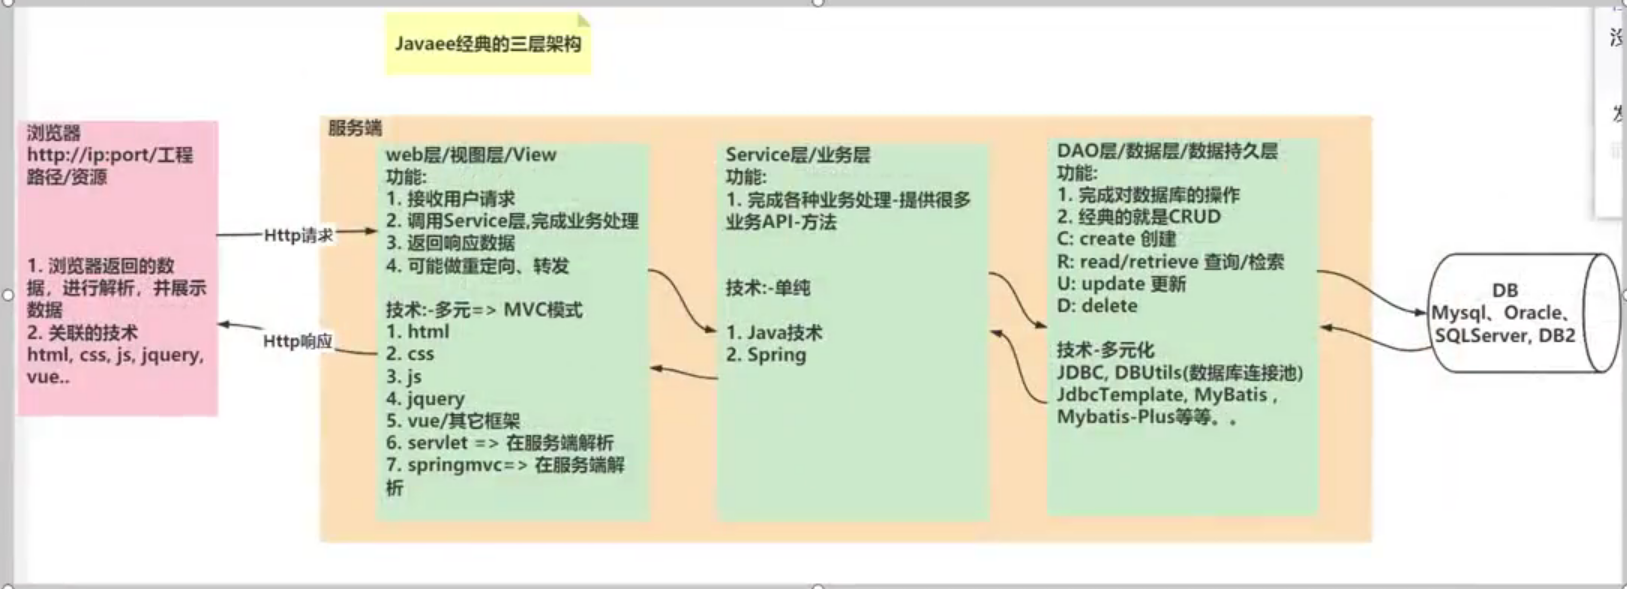 Javaee经典的三层架构
浏览器
http://ip:port/工程
路径/资源
1. 浏览器返回的数
据，进行解析，并展示
数据
2. 关联的技术
html, css, js, jquery,
vue..
Http请求
Http响应
服务端
web层/视图层/View
功能:
1. 接收用户请求
2. 调用Service层,完成业务处理
3. 返回响应数据
4. 可能做重定向、转发
技术:-多元=> MVC模式
1. html
2. css
3. js
4. jquery
5. vue/其它框架
6. servlet => 在服务端解析
7. springmvc=> 在服务端解
析
Service层/业务层
功能:
1. 完成各种业务处理-提供很多
业务API-方法
技术:-单纯
1. Java技术
2. Spring
DAO层/数据层/数据持久层
功能:
1. 完成对数据库的操作
2. 经典的就是CRUD
C: create 创建
R: read/retrieve 查询/检索
U: update 更新
D: delete
技术-多元化
JDBC, DBUtils(数据库连接池)
JdbcTemplate, MyBatis ,
Mybatis-Plus等等。。
DB
Mysql、Oracle、
SQLServer, DB2